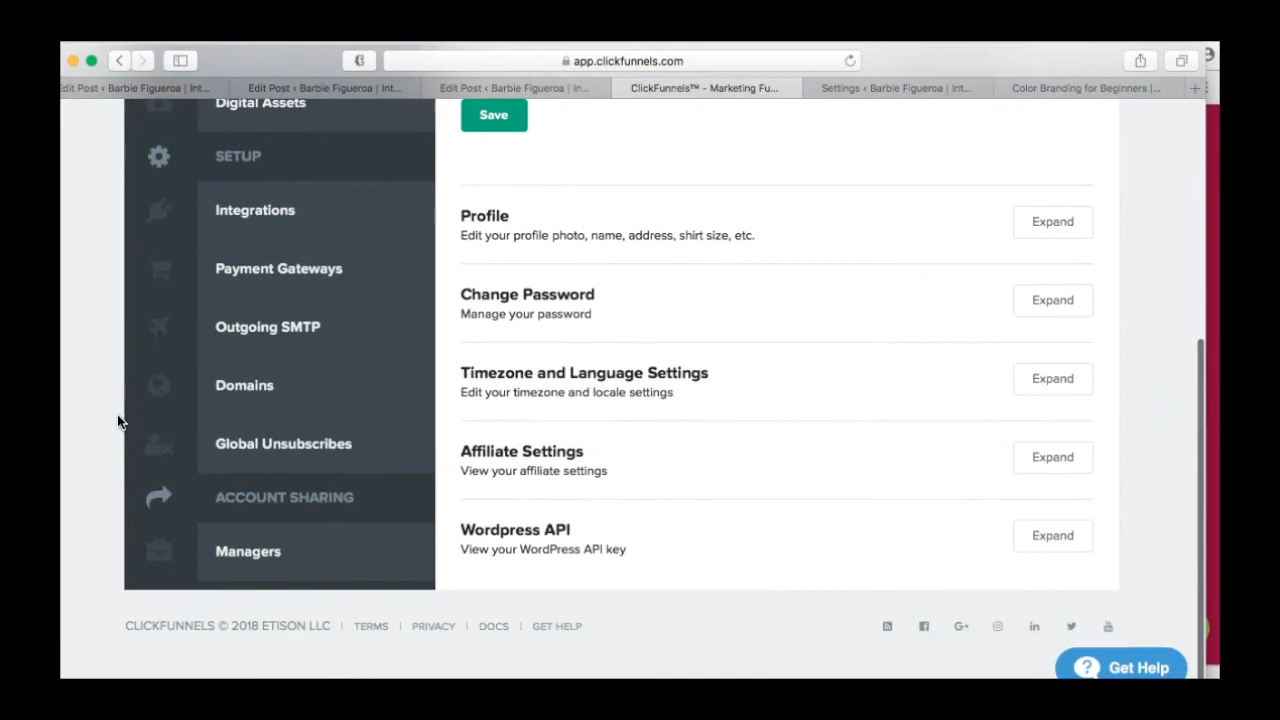 app.clickfunnels.com
Edit Post ‹ Barbie Figueroa | Int...
Edit Post ‹ Barbie Figueroa | Int...
Edit Post ‹ Barbie Figueroa | In...
ClickFunnels™ - Marketing Fu...
Settings ‹ Barbie Figueroa | Int...
Color Branding for Beginners |...
Digital Assets
SETUP
Integrations
Payment Gateways
Outgoing SMTP
Domains
Global Unsubscribes
ACCOUNT SHARING
Managers
Save
Profile
Edit your profile photo, name, address, shirt size, etc.
Expand
Change Password
Manage your password
Expand
Timezone and Language Settings
Edit your timezone and locale settings
Expand
Affiliate Settings
View your affiliate settings
Expand
Wordpress API
View your WordPress API key
Expand
CLICKFUNNELS © 2018 ETISON LLC | TERMS | PRIVACY | DOCS | GET HELP
Get Help